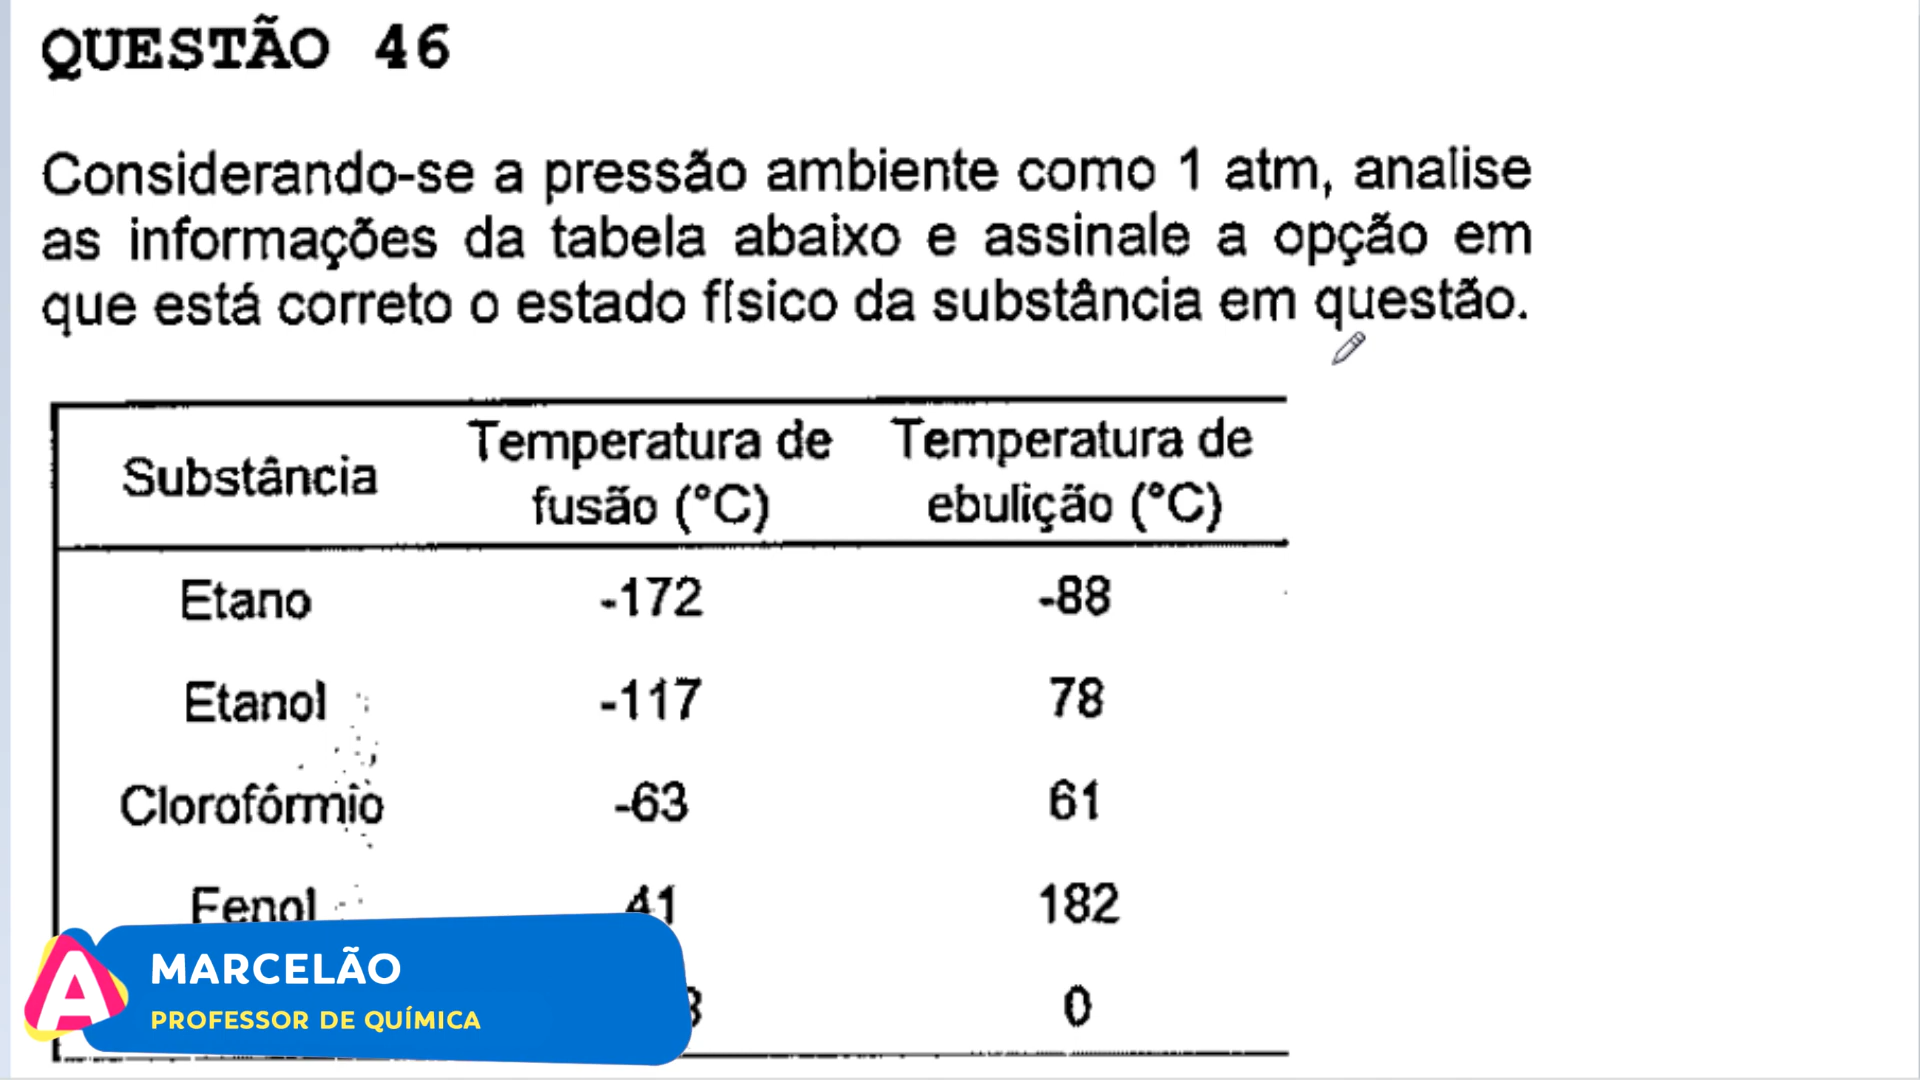 QUESTÃO 46
Considerando-se a pressão ambiente como 1 atm, analise
as informações da tabela abaixo e assinale a opção em
que está correto o estado físico da substância em questão.
Substância Temperatura de fusão (°C) Temperatura de ebulição (°C)
Etano -172 -88
Etanol -117 78
Clorofórmio -63 61
Fenol 41 182
0
A MARCELÃO
PROFESSOR DE QUÍMICA